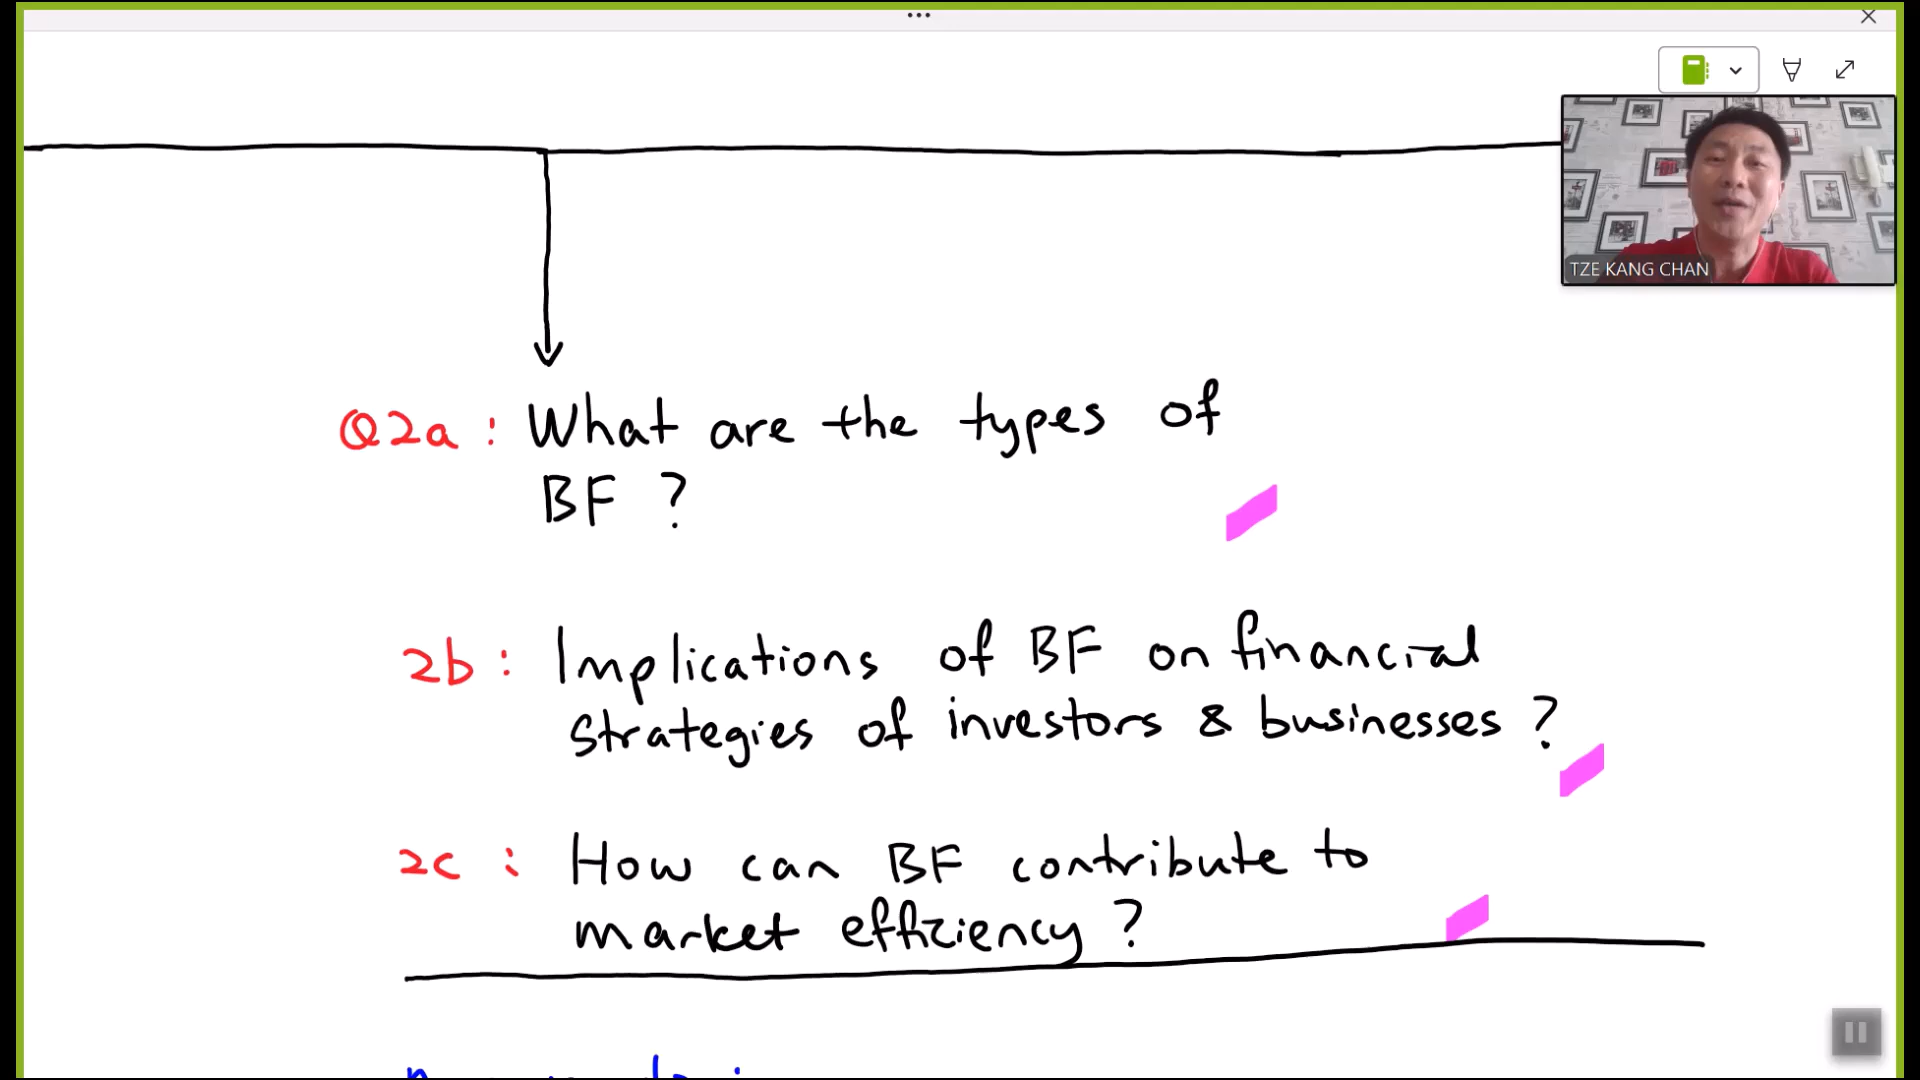 TZE KANG CHAN
Q2a : What are the types of
BF ?
2b : Implications of BF on financial
strategies of investors & businesses ?
2c : How can BF contribute to
market efficiency ?